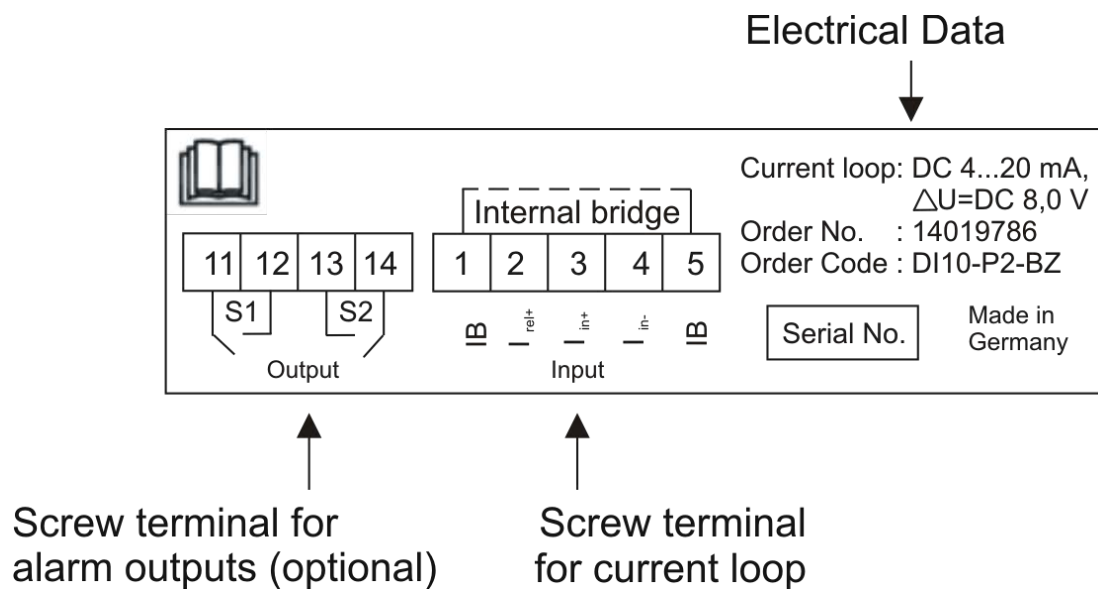 Electrical Data
Current loop: DC 4...20 mA,
△U=DC 8,0 V
Order No. : 14019786
Order Code : DI10-P2-BZ
Internal bridge
11 12 13 14
1 2 3 4 5
S1 S2
IB I rel+ I in+ I in- IB
Output
Input
Serial No.
Made in
Germany
Screw terminal for
alarm outputs (optional)
Screw terminal
for current loop